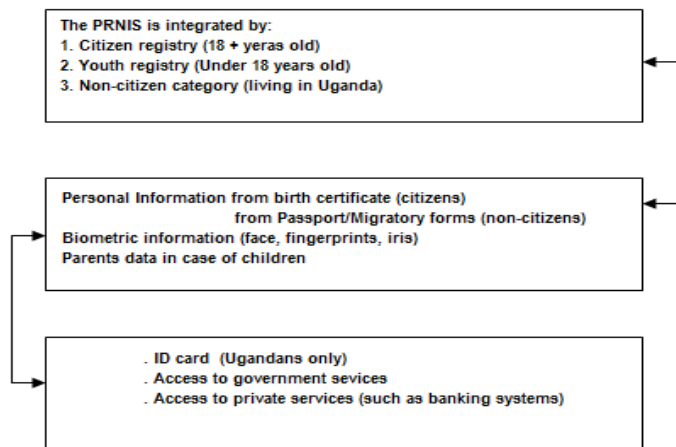 The PRNIS is integrated by:
1. Citizen registry (18 + yeras old)
2. Youth registry (Under 18 years old)
3. Non-citizen category (living in Uganda)
Personal Information from birth certificate (citizens)
from Passport/Migratory forms (non-citizens)
Biometric information (face, fingerprints, iris)
Parents data in case of children
. ID card (Ugandans only)
. Access to government sevices
. Access to private services (such as banking systems)